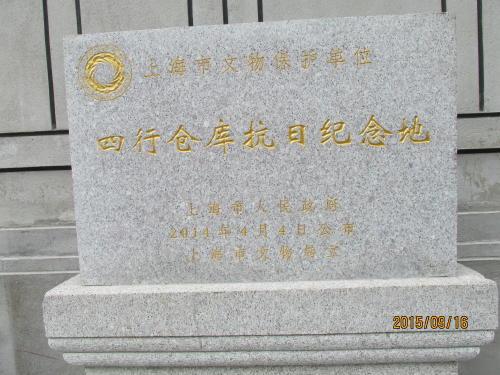 上海市文物保护单位
四行仓库抗日纪念地
上海市人民政府
2014年4月4日公布
上海市文物局立
2015/09/16